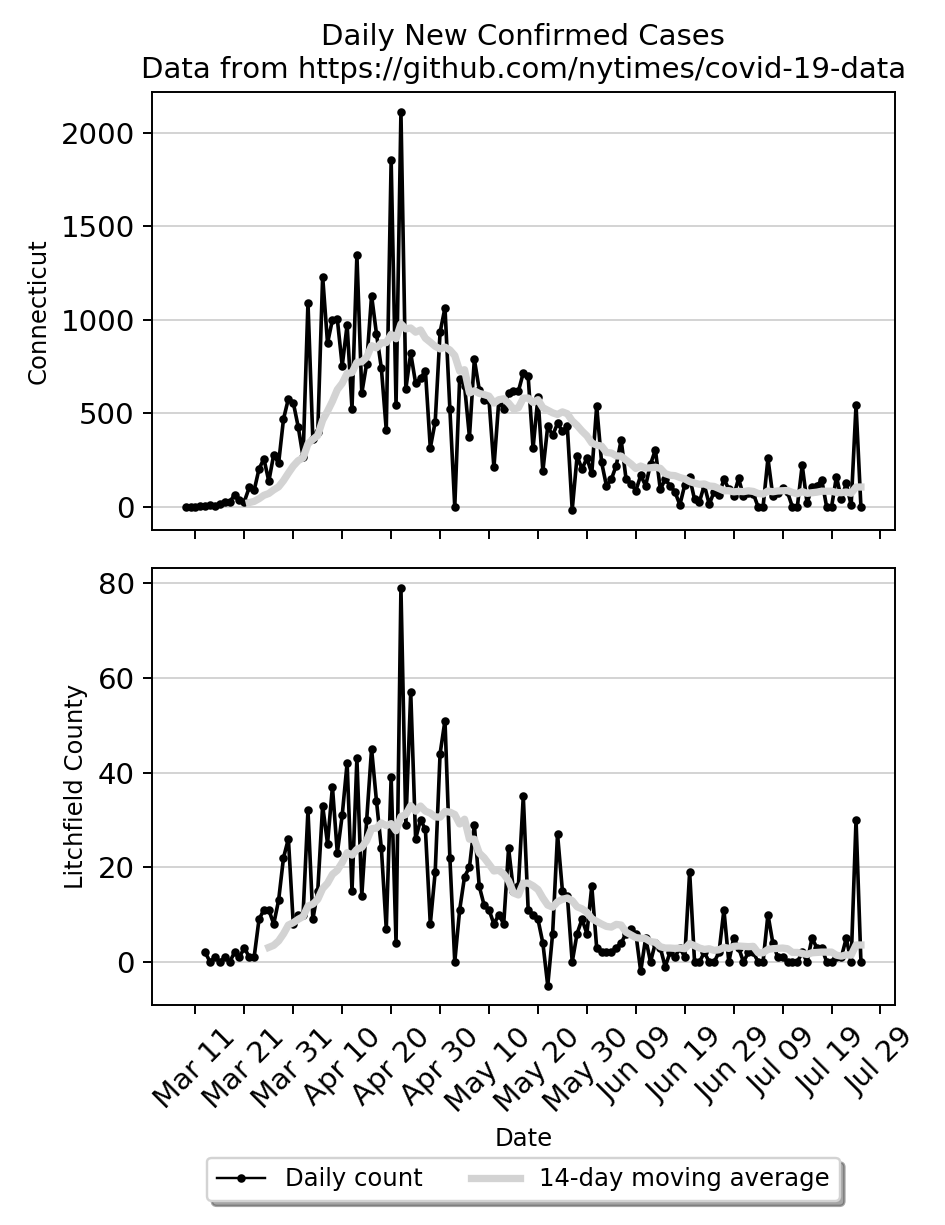 Daily New Confirmed Cases
Data from https://github.com/nytimes/covid-19-data
2000
1500
1000
500
0
Connecticut
80
60
40
20
0
Litchfield County
Mar 11
Mar 21
Mar 31
Apr 10
Apr 20
Apr 30
May 10
May 20
May 30
Jun 09
Jun 19
Jun 29
Jul 09
Jul 19
Jul 29
Date
Daily count
14-day moving average